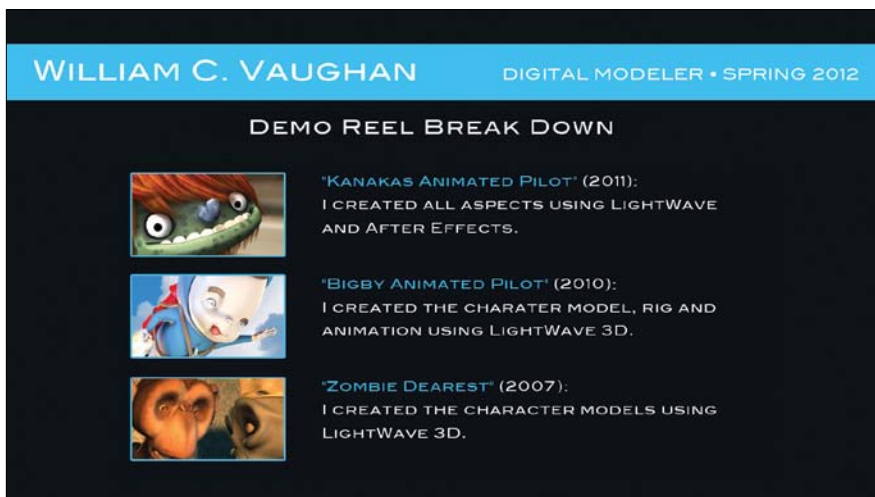 William C. Vaughan
Digital Modeler • Spring 2012
Demo Reel Break Down
"Kanakas Animated Pilot" (2011):
I created all aspects using LightWave
and After Effects.
"Bigby Animated Pilot" (2010):
I created the charater model, rig and
animation using LightWave 3D.
"Zombie Dearest" (2007):
I created the character models using
LightWave 3D.